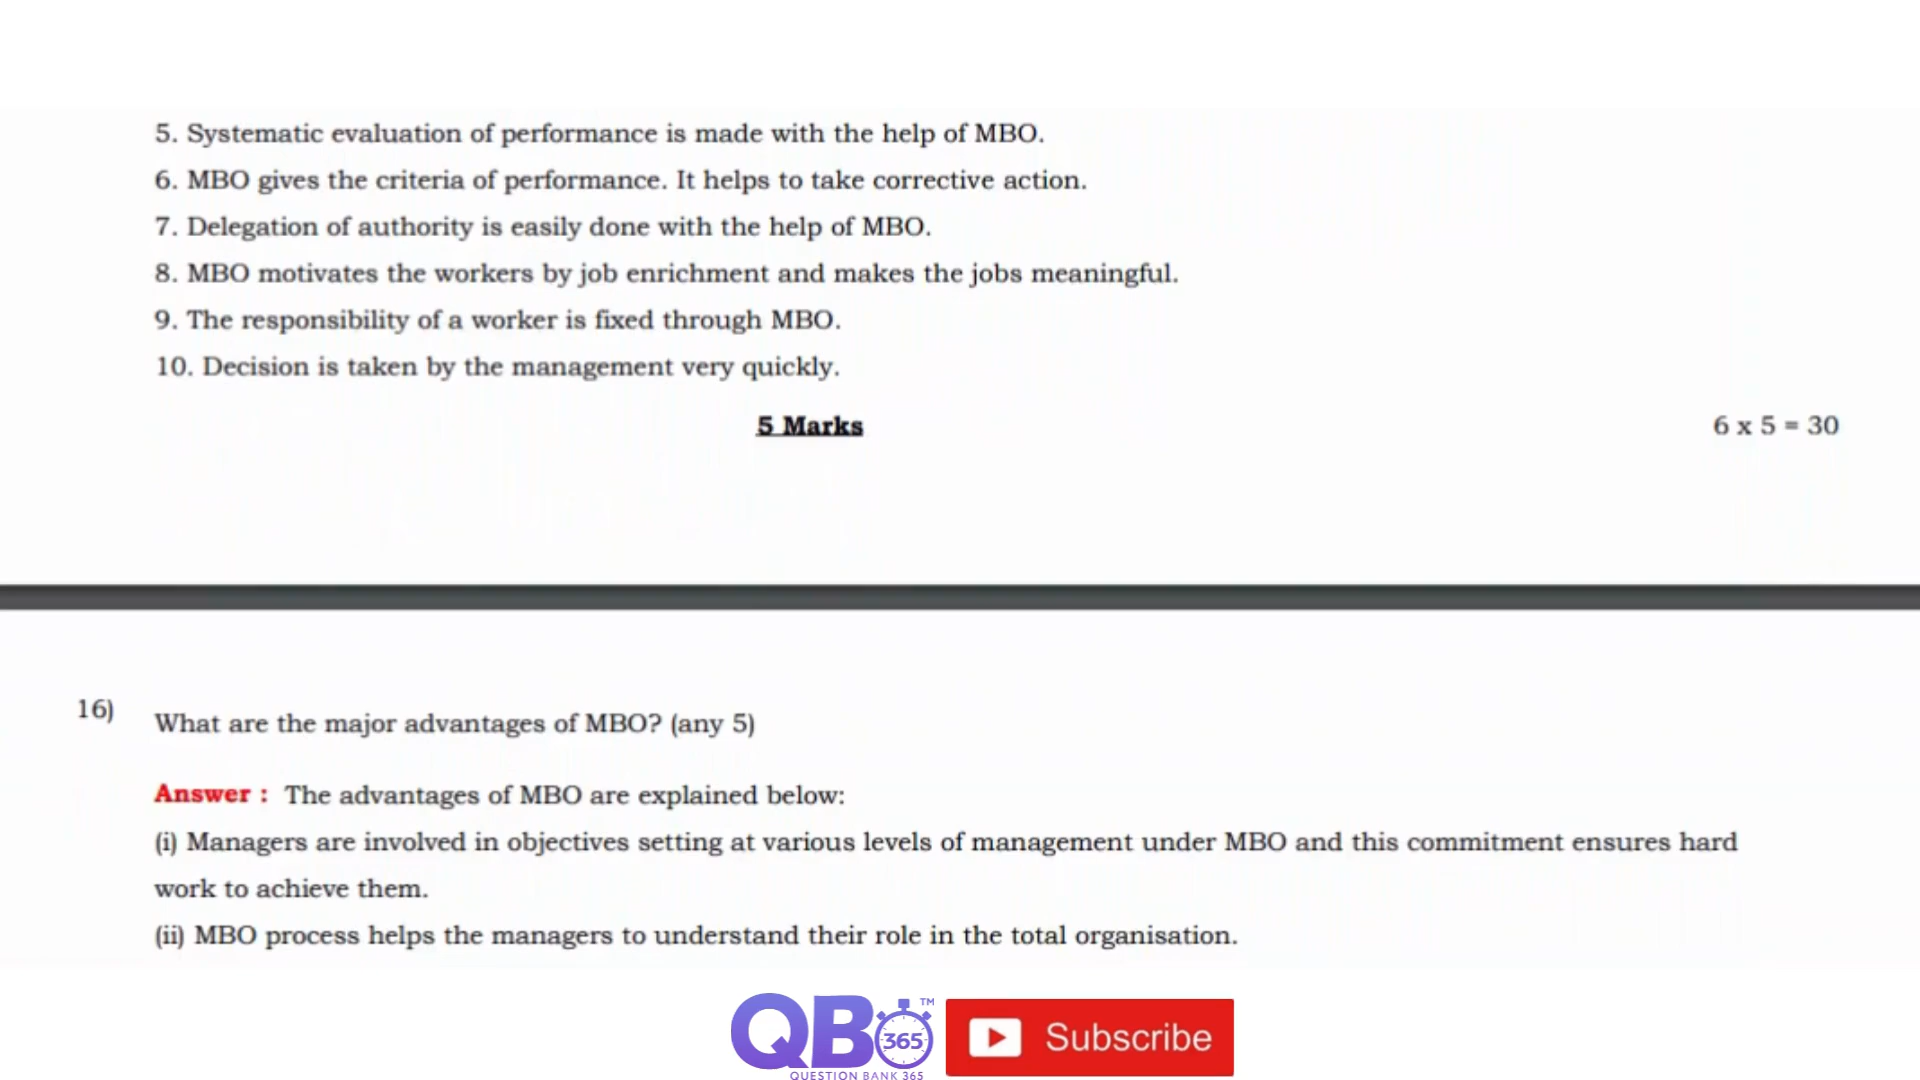 5. Systematic evaluation of performance is made with the help of MBO.
6. MBO gives the criteria of performance. It helps to take corrective action.
7. Delegation of authority is easily done with the help of MBO.
8. MBO motivates the workers by job enrichment and makes the jobs meaningful.
9. The responsibility of a worker is fixed through MBO.
10. Decision is taken by the management very quickly.
5 Marks
6 x 5 = 30
16)
What are the major advantages of MBO? (any 5)
Answer : The advantages of MBO are explained below:
(i) Managers are involved in objectives setting at various levels of management under MBO and this commitment ensures hard
work to achieve them.
(ii) MBO process helps the managers to understand their role in the total organisation.
QB 365 ™
QUESTION BANK 365
Subscribe